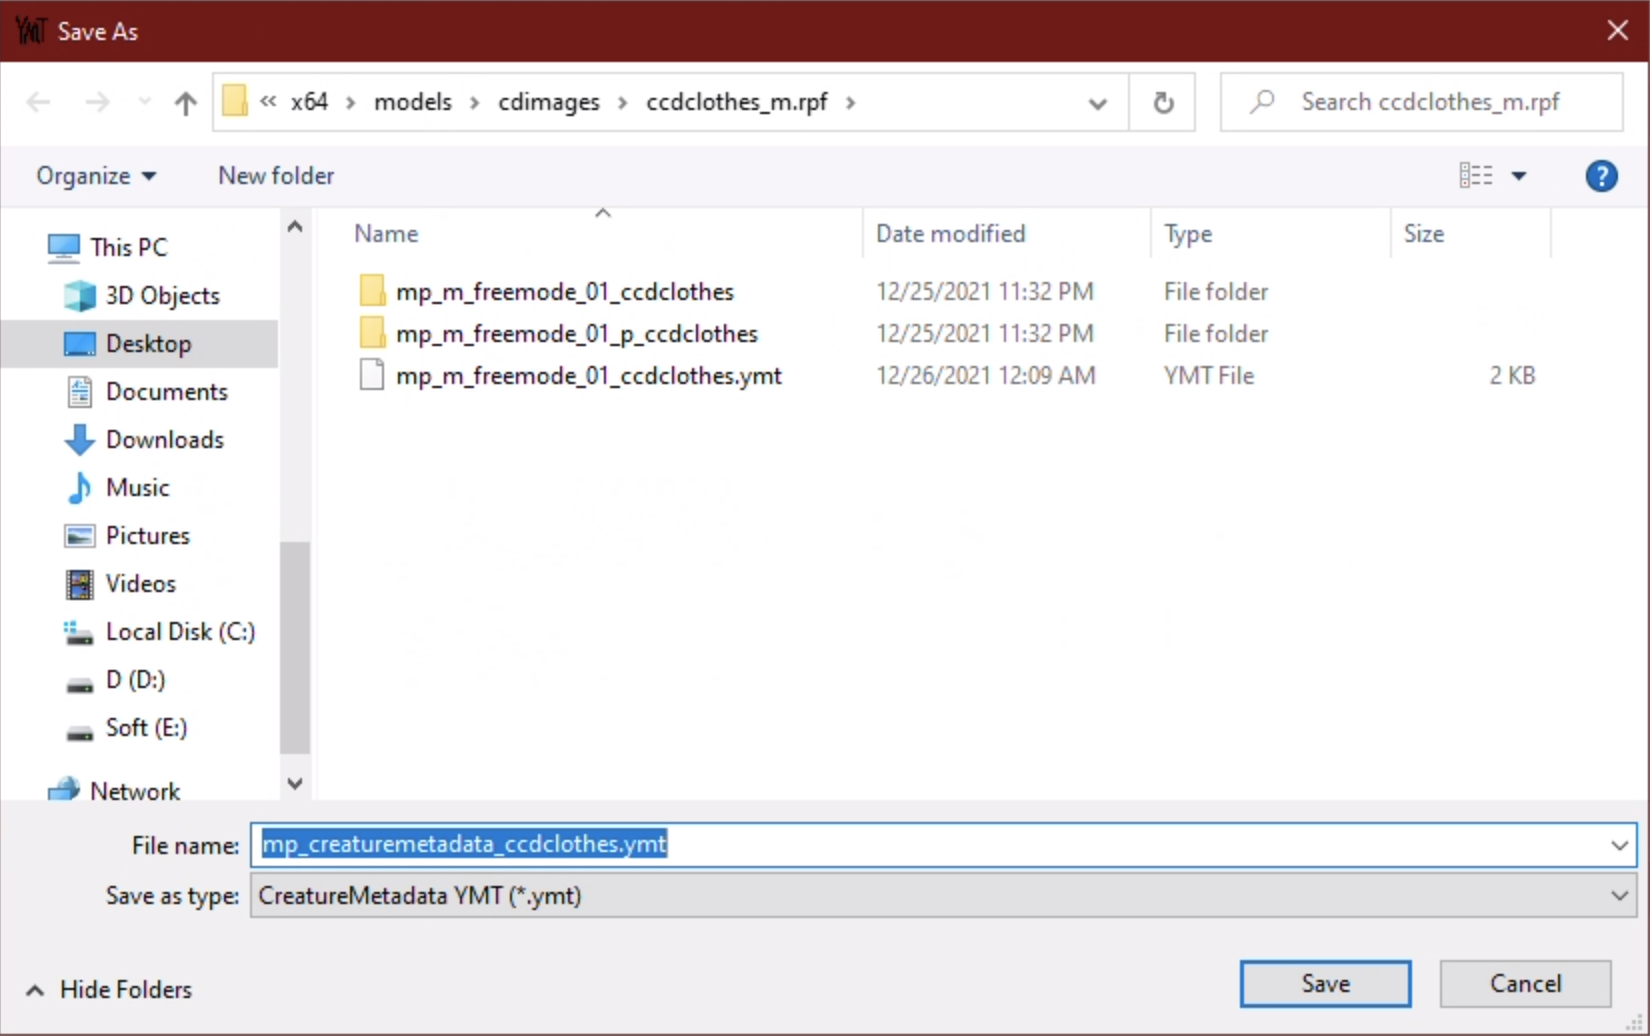 YMT Save As
« x64 › models › cdimages › ccdclothes_m.rpf › Search ccdclothes_m.rpf
Organize New folder ?
Name Date modified Type Size
This PC
3D Objects
Desktop
Documents
Downloads
Music
Pictures
Videos
Local Disk (C:)
D (D:)
Soft (E:)
Network
mp_m_freemode_01_ccdclothes 12/25/2021 11:32 PM File folder
mp_m_freemode_01_p_ccdclothes 12/25/2021 11:32 PM File folder
mp_m_freemode_01_ccdclothes.ymt 12/26/2021 12:09 AM YMT File 2 KB
File name: mp_creaturemetadata_ccdclothes.ymt
Save as type: CreatureMetadata YMT (*.ymt)
Hide Folders Save Cancel